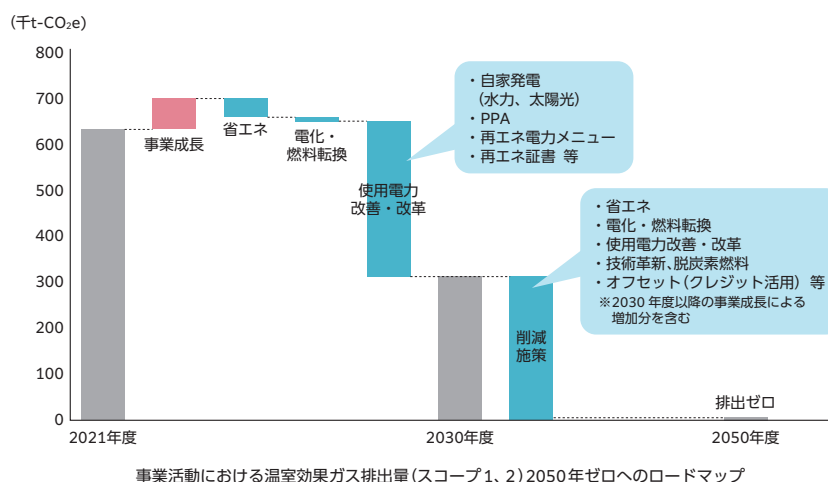 (千t-CO₂e)
800
700
600
500
400
300
200
100
0
事業成長
省エネ
電化・
燃料転換
使用電力
改善・改革
・自家発電
(水力、太陽光)
・PPA
・再エネ電力メニュー
・再エネ証書 等
・省エネ
・電化・燃料転換
・使用電力改善・改革
・技術革新、脱炭素燃料
・オフセット(クレジット活用) 等
※2030 年度以降の事業成長による
増加分を含む
削減
施策
排出ゼロ
2021年度
2030年度
2050年度
事業活動における温室効果ガス排出量(スコープ1、2)2050年ゼロへのロードマップ